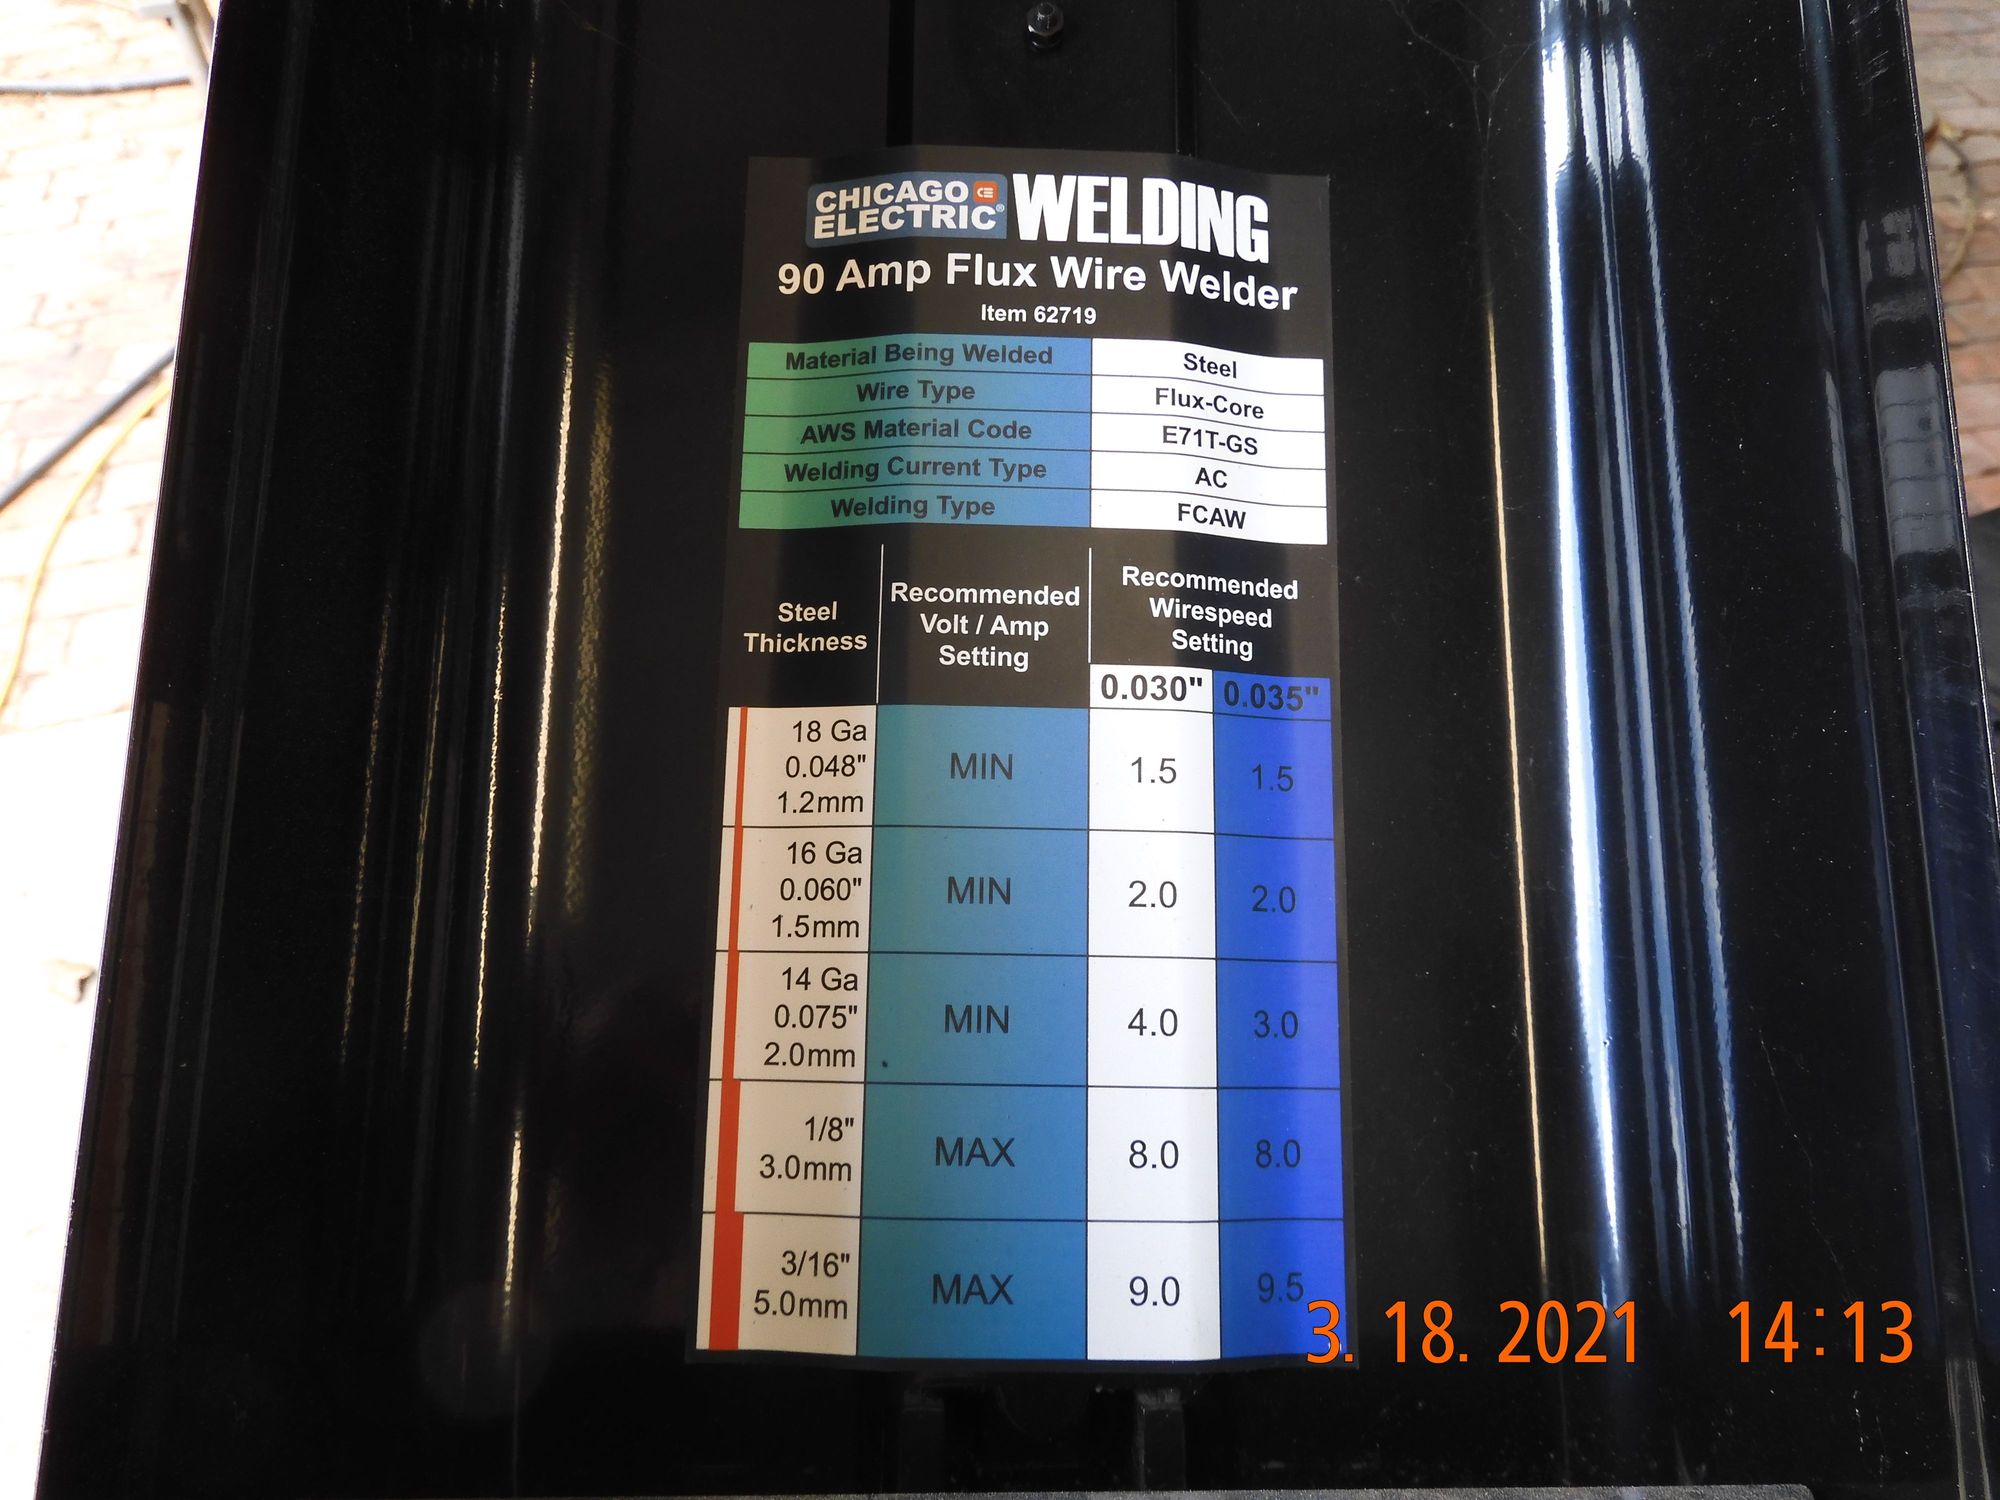 CHICAGO ELECTRIC® WELDING
90 Amp Flux Wire Welder
Item 62719
Material Being Welded Steel
Wire Type Flux-Core
AWS Material Code E71T-GS
Welding Current Type AC
Welding Type FCAW
Steel Thickness
Recommended Volt / Amp Setting
Recommended Wirespeed Setting
0.030" 0.035"
18 Ga
0.048"
1.2mm
MIN 1.5 1.5
16 Ga
0.060"
1.5mm
MIN 2.0 2.0
14 Ga
0.075"
2.0mm
MIN 4.0 3.0
1/8"
3.0mm
MAX 8.0 8.0
3/16"
5.0mm
MAX 9.0 9.5
3. 18. 2021 14:13